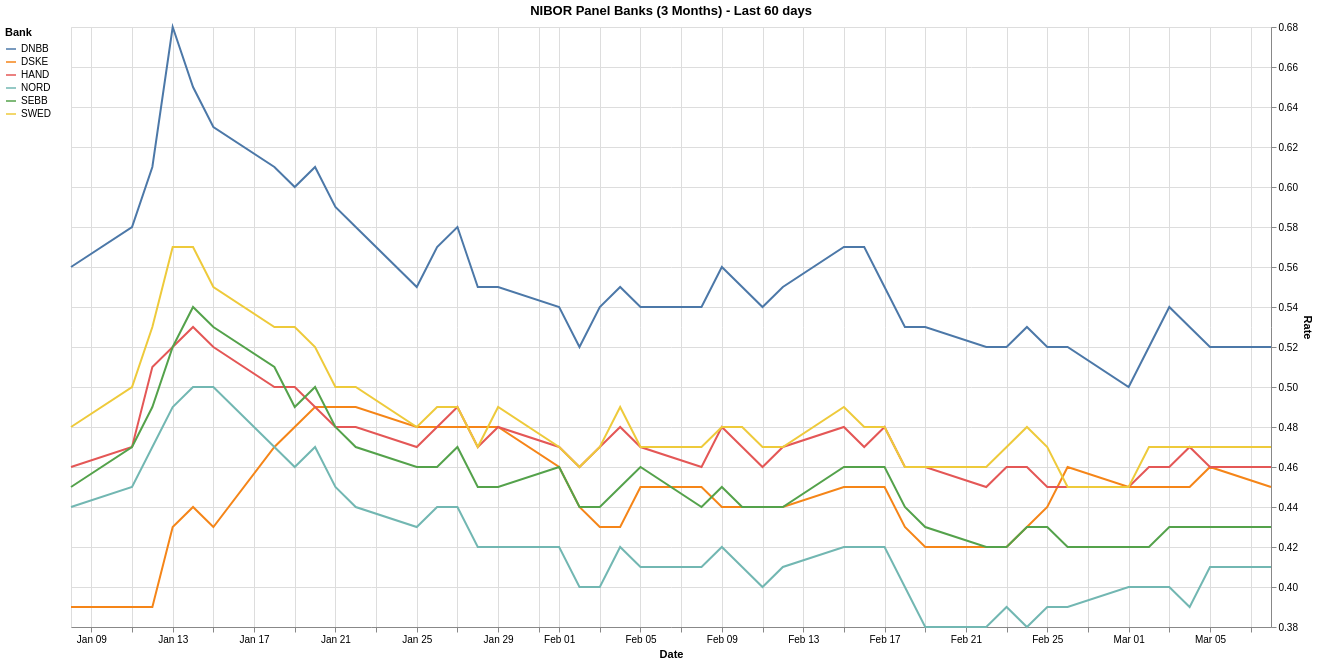 NIBOR Panel Banks (3 Months) - Last 60 days
Bank
DNBB
DSKE
HAND
NORD
SEBB
SWED
0.68
0.66
0.64
0.62
0.60
0.58
0.56
0.54
0.52
0.50
0.48
0.46
0.44
0.42
0.40
0.38
Rate
Jan 09 Jan 13 Jan 17 Jan 21 Jan 25 Jan 29 Feb 01 Feb 05 Feb 09 Feb 13 Feb 17 Feb 21 Feb 25 Mar 01 Mar 05
Date